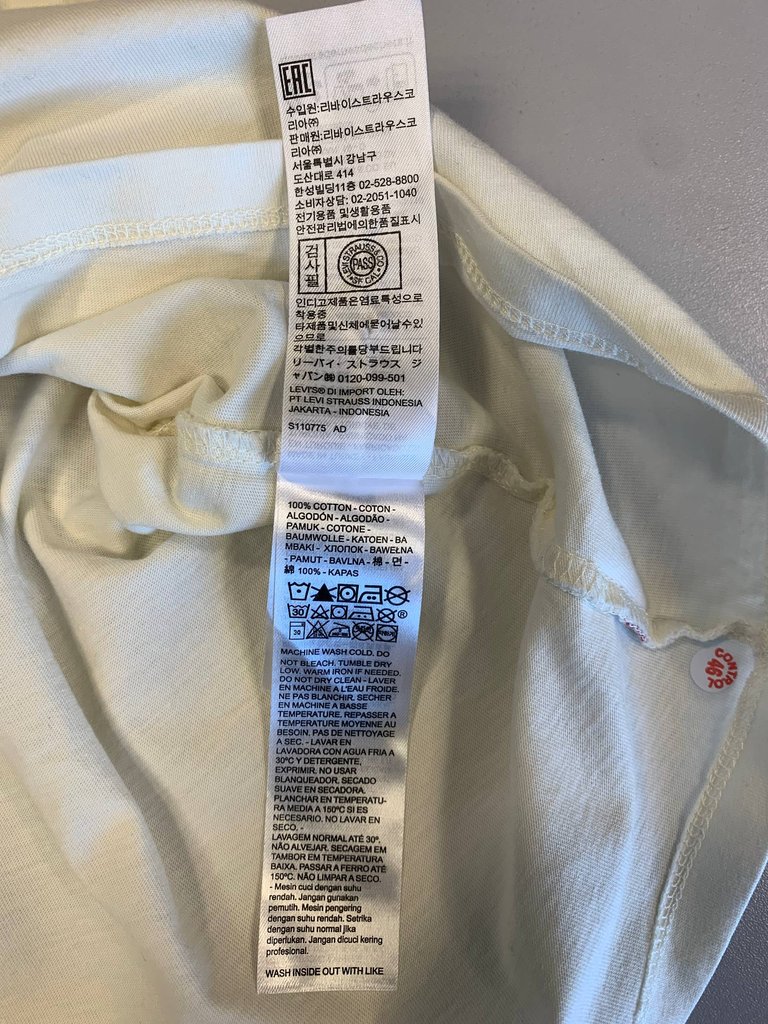 EAC
수입원:리바이스트라우스코
리아㈜
판매원:리바이스트라우스코
리아㈜
서울특별시 강남구
도산대로 414
한성빌딩11층 02-528-8800
소비자상담: 02-2051-1040
전기용품 및생활용품
안전관리법에의한품질표시
검사필
LEVI STRAUSS & CO
PASS
SF CAL
인디고제품은염료특성으로
착용중
타제품및신체에묻어날수있
으므로
각별한주의를당부드립니다
リーバイ・ストラウス ジ
ャパン㈱ 0120-099-501
LEVI'S® DI IMPORT OLEH:
PT LEVI STRAUSS INDONESIA
JAKARTA - INDONESIA
S110775 AD
100% COTTON - COTON -
ALGODÓN - ALGODÃO -
PAMUK - COTONE -
BAUMWOLLE - KATOEN - BA
MBAKI - ХЛОПОК - BAWEŁNA
- PAMUT - BAVLNA - 棉 - 면 -
綿 100% - KAPAS
30
30
MACHINE WASH COLD. DO
NOT BLEACH. TUMBLE DRY
LOW. WARM IRON IF NEEDED.
DO NOT DRY CLEAN - LAVER
EN MACHINE A L'EAU FROIDE.
NE PAS BLANCHIR. SECHER
EN MACHINE A BASSE
TEMPERATURE. REPASSER A
TEMPERATURE MOYENNE AU
BESOIN. PAS DE NETTOYAGE
A SEC. - LAVAR EN
LAVADORA CON AGUA FRIA A
30ºC Y DETERGENTE,
EXPRIMIR. NO USAR
BLANQUEADOR. SECADO
SUAVE EN SECADORA.
PLANCHAR EN TEMPERATU-
RA MEDIA A 150ºC SI ES
NECESARIO. NO LAVAR EN
SECO. -
LAVAGEM NORMAL ATÉ 30º.
NÃO ALVEJAR. SECAGEM EM
TAMBOR EM TEMPERATURA
BAIXA. PASSAR A FERRO ATÉ
150ºC. NÃO LIMPAR A SECO.
- Mesin cuci dengan suhu
rendah. Jangan gunakan
pemutih. Mesin pengering
dengan suhu rendah. Setrika
dengan suhu normal jika
diperlukan. Jangan dicuci kering
profesional.
WASH INSIDE OUT WITH LIKE
CONTROL
346